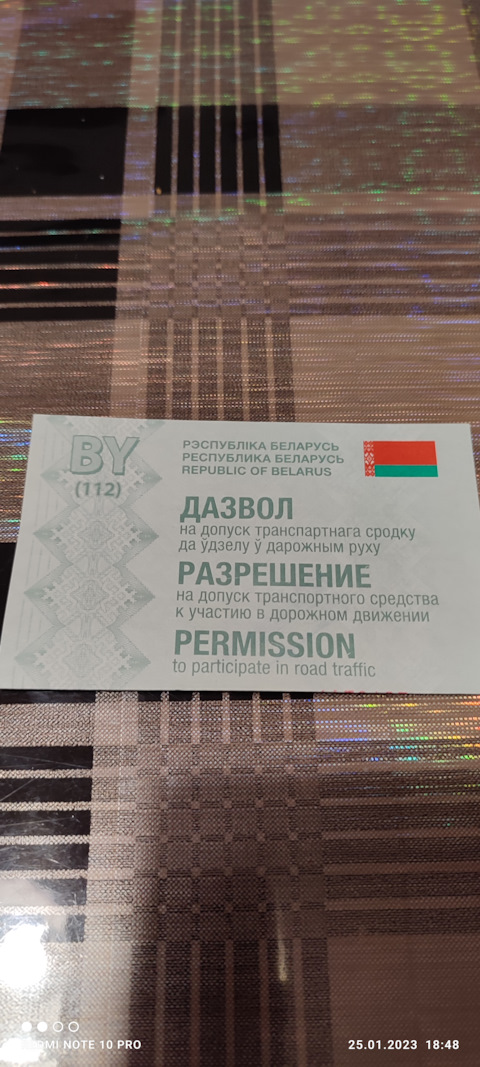 BY
(112)
РЭСПУБЛІКА БЕЛАРУСЬ
РЕСПУБЛИКА БЕЛАРУСЬ
REPUBLIC OF BELARUS
ДАЗВОЛ
на допуск транспартнага сродку
да ўдзелу ў дарожным руху
РАЗРЕШЕНИЕ
на допуск транспортного средства
к участию в дорожном движении
PERMISSION
to participate in road traffic
MI NOTE 10 PRO
25.01.2023 18:48